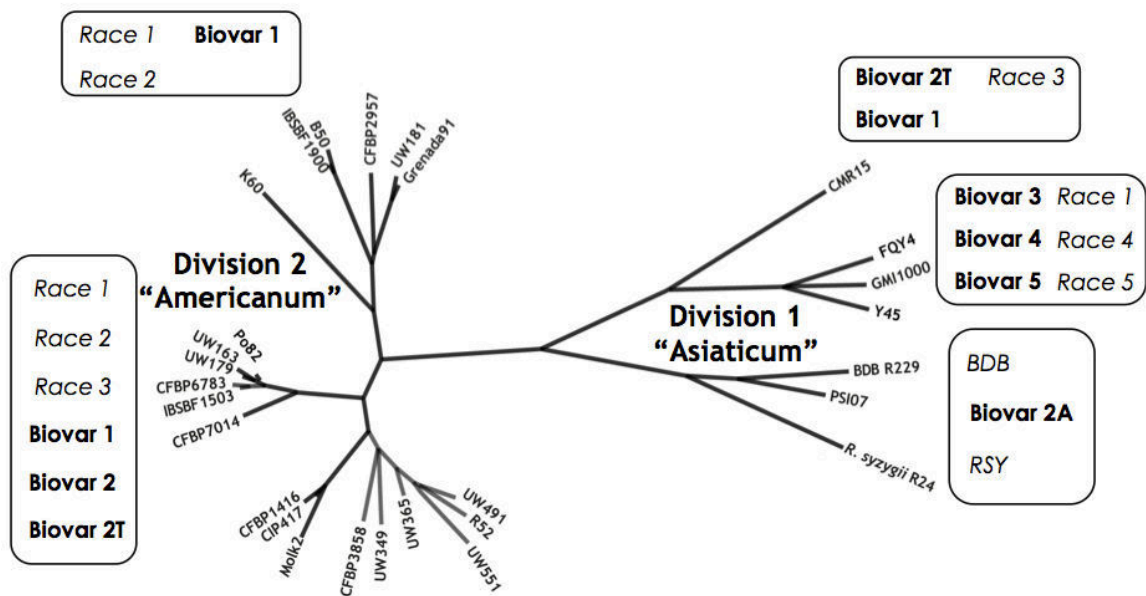 Race 1 Biovar 1
Race 2
Biovar 2T Race 3
Biovar 1
B50
IBSBF1900
CFBP2957
UW181
Grenada91
K60
CMR15
Biovar 3 Race 1
Biovar 4 Race 4
Biovar 5 Race 5
FQY4
GMI1000
Y45
Division 2
“Americanum”
Division 1
“Asiaticum”
Race 1
Race 2
Race 3
Biovar 1
Biovar 2
Biovar 2T
Po82
UW163
UW179
CFBP6783
IBSBF1503
CFBP7014
BDB R229
PSI07
R. syzygii R24
BDB
Biovar 2A
RSY
CFBP1416
CIP417
Molk2
CFBP3858
UW349
UW365
UW491
R52
UW551